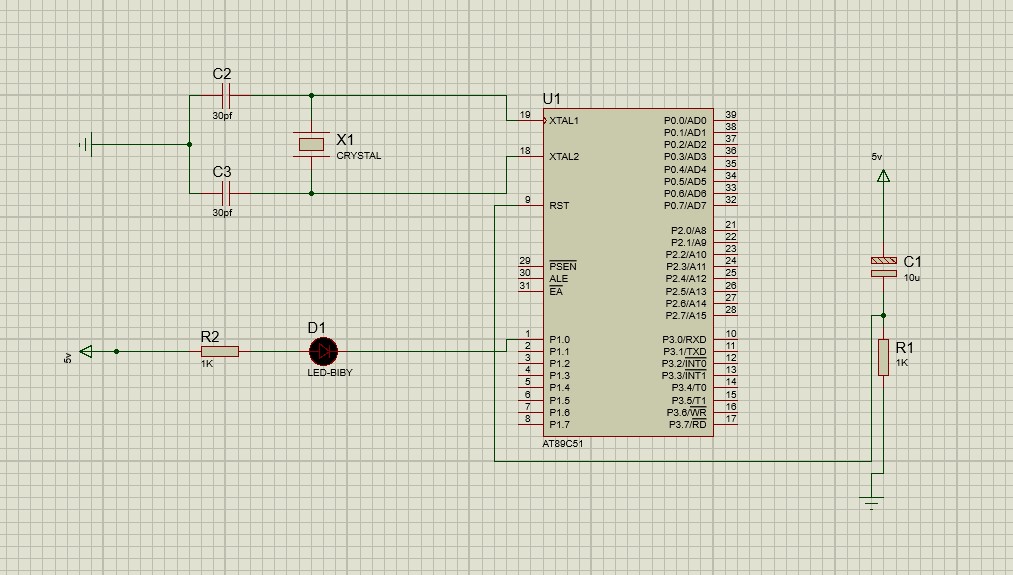 C2
30pf
X1
CRYSTAL
C3
30pf
U1
19 XTAL1
18 XTAL2
9 RST
29 PSEN
30 ALE
31 EA
1 P1.0
2 P1.1
3 P1.2
4 P1.3
5 P1.4
6 P1.5
7 P1.6
8 P1.7
P0.0/AD0 39
P0.1/AD1 38
P0.2/AD2 37
P0.3/AD3 36
P0.4/AD4 35
P0.5/AD5 34
P0.6/AD6 33
P0.7/AD7 32
P2.0/A8 21
P2.1/A9 22
P2.2/A10 23
P2.3/A11 24
P2.4/A12 25
P2.5/A13 26
P2.6/A14 27
P2.7/A15 28
P3.0/RXD 10
P3.1/TXD 11
P3.2/INT0 12
P3.3/INT1 13
P3.4/T0 14
P3.5/T1 15
P3.6/WR 16
P3.7/RD 17
AT89C51
5v
R2
1K
D1
LED-BIBY
5v
C1
10u
R1
1K